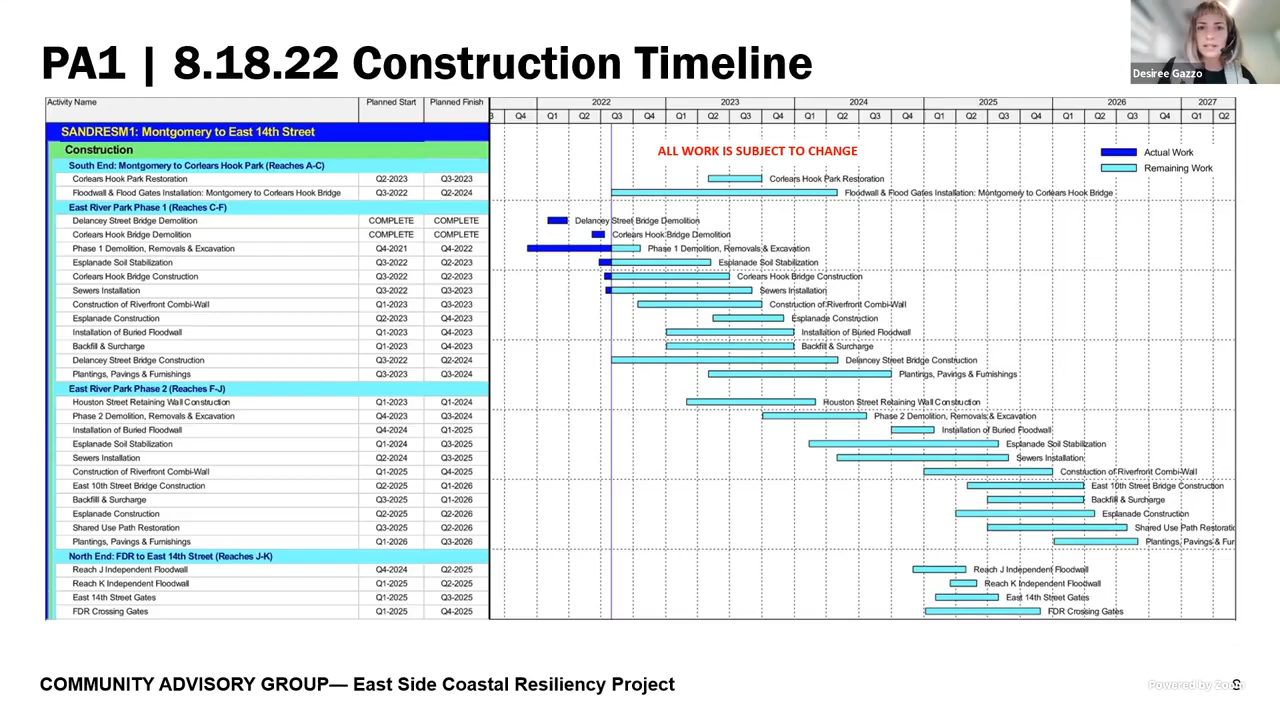 PA1 | 8.18.22 Construction Timeline
Desiree Gazzo
Activity Name Planned Start Planned Finish 2022 2023 2024 2025 2026 2027
3 Q4 Q1 Q2 Q3 Q4 Q1 Q2 Q3 Q4 Q1 Q2 Q3 Q4 Q1 Q2 Q3 Q4 Q1 Q2 Q3 Q4 Q1 Q2
SANDRESM1: Montgomery to East 14th Street
Construction
ALL WORK IS SUBJECT TO CHANGE
Actual Work
Remaining Work
South End: Montgomery to Corlears Hook Park (Reaches A-C)
Corlears Hook Park Restoration Q2-2023 Q3-2023 Corlears Hook Park Restoration
Floodwall & Flood Gates Installation: Montgomery to Corlears Hook Bridge Q3-2022 Q2-2024 Floodwall & Flood Gates Installation: Montgomery to Corlears Hook Bridge
East River Park Phase 1 (Reaches C-F)
Delancey Street Bridge Demolition COMPLETE COMPLETE Delancey Street Bridge Demolition
Corlears Hook Bridge Demolition COMPLETE COMPLETE Corlears Hook Bridge Demolition
Phase 1 Demolition, Removals & Excavation Q4-2021 Q4-2022 Phase 1 Demolition, Removals & Excavation
Esplanade Soil Stabilization Q3-2022 Q2-2023 Esplanade Soil Stabilization
Corlears Hook Bridge Construction Q3-2022 Q2-2023 Corlears Hook Bridge Construction
Sewers Installation Q3-2022 Q3-2023 Sewers Installation
Construction of Riverfront Combi-Wall Q1-2023 Q3-2023 Construction of Riverfront Combi-Wall
Esplanade Construction Q2-2023 Q4-2023 Esplanade Construction
Installation of Buried Floodwall Q1-2023 Q4-2023 Installation of Buried Floodwall
Backfill & Surcharge Q1-2023 Q4-2023 Backfill & Surcharge
Delancey Street Bridge Construction Q3-2022 Q2-2024 Delancey Street Bridge Construction
Plantings, Pavings & Furnishings Q3-2023 Q3-2024 Plantings, Pavings & Furnishings
East River Park Phase 2 (Reaches F-J)
Houston Street Retaining Wall Construction Q1-2023 Q1-2024 Houston Street Retaining Wall Construction
Phase 2 Demolition, Removals & Excavation Q4-2023 Q3-2024 Phase 2 Demolition, Removals & Excavation
Installation of Buried Floodwall Q4-2024 Q1-2025 Installation of Buried Floodwall
Esplanade Soil Stabilization Q1-2024 Q3-2025 Esplanade Soil Stabilization
Sewers Installation Q2-2024 Q3-2025 Sewers Installation
Construction of Riverfront Combi-Wall Q1-2025 Q4-2025 Construction of Riverfront Combi-Wall
East 10th Street Bridge Construction Q2-2025 Q1-2026 East 10th Street Bridge Construction
Backfill & Surcharge Q3-2025 Q1-2026 Backfill & Surcharge
Esplanade Construction Q2-2025 Q2-2026 Esplanade Construction
Shared Use Path Restoration Q3-2025 Q2-2026 Shared Use Path Restoratic
Plantings, Pavings & Furnishings Q1-2026 Q3-2026 Plantings, Pavings & Fur
North End: FDR to East 14th Street (Reaches J-K)
Reach J Independent Floodwall Q4-2024 Q2-2025 Reach J Independent Floodwall
Reach K Independent Floodwall Q1-2025 Q2-2025 Reach K Independent Floodwall
East 14th Street Gates Q1-2025 Q3-2025 East 14th Street Gates
FDR Crossing Gates Q1-2025 Q4-2025 FDR Crossing Gates
COMMUNITY ADVISORY GROUP— East Side Coastal Resiliency Project
Powered by Zoom